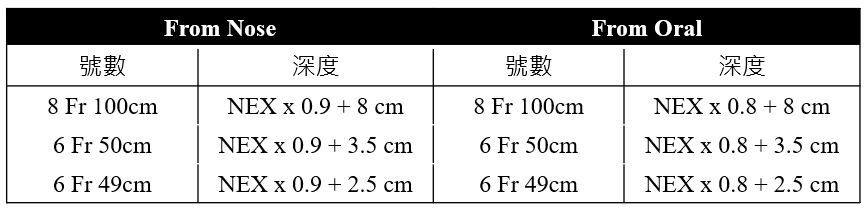 From Nose From Oral
號數 深度 號數 深度
8 Fr 100cm NEX x 0.9 + 8 cm 8 Fr 100cm NEX x 0.8 + 8 cm
6 Fr 50cm NEX x 0.9 + 3.5 cm 6 Fr 50cm NEX x 0.8 + 3.5 cm
6 Fr 49cm NEX x 0.9 + 2.5 cm 6 Fr 49cm NEX x 0.8 + 2.5 cm